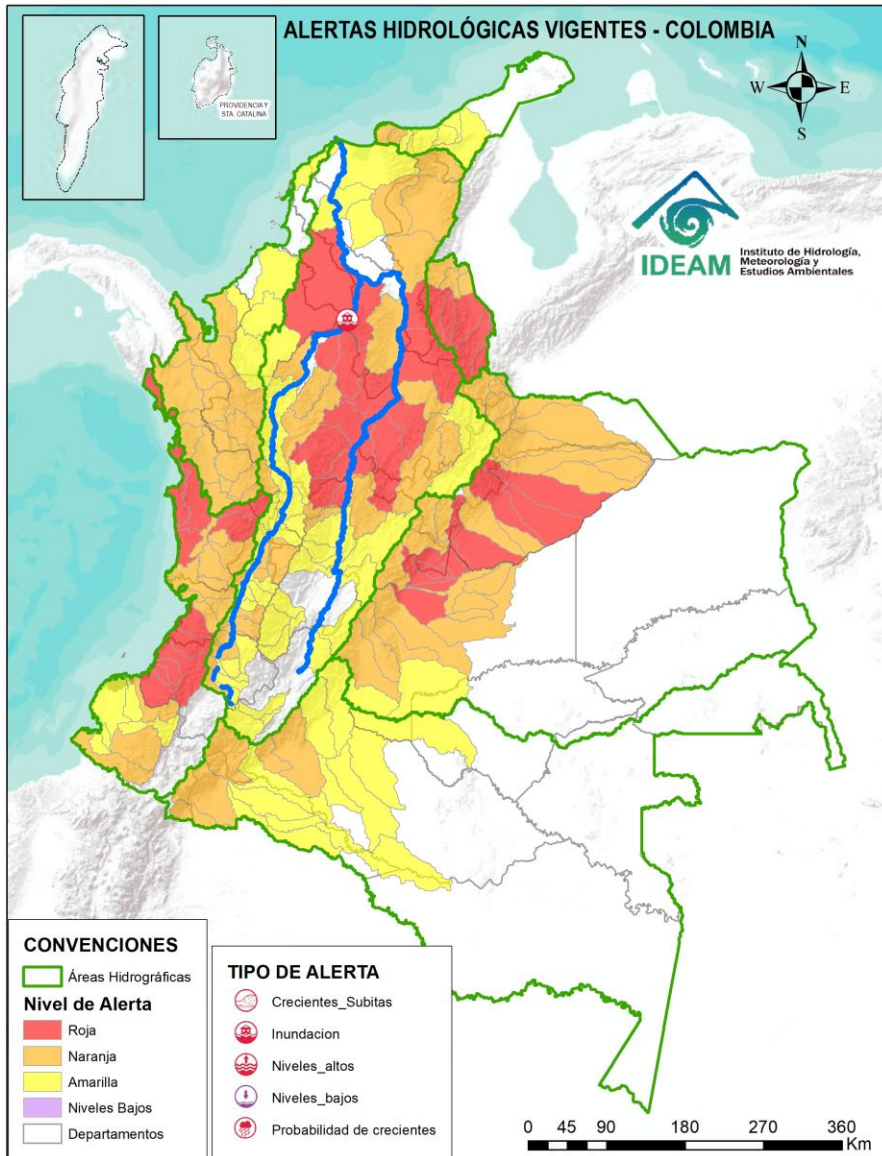 ALERTAS HIDROLÓGICAS VIGENTES - COLOMBIA
PROVIDENCIA Y
STA. CATALINA
N
W
E
S
IDEAM
Instituto de Hidrología,
Meteorología y
Estudios Ambientales
CONVENCIONES
Áreas Hidrográficas
Nivel de Alerta
Roja
Naranja
Amarilla
Niveles Bajos
Departamentos
TIPO DE ALERTA
Crecientes_Subitas
Inundacion
Niveles_altos
Niveles_bajos
Probabilidad de crecientes
0 45 90 180 270 360
Km